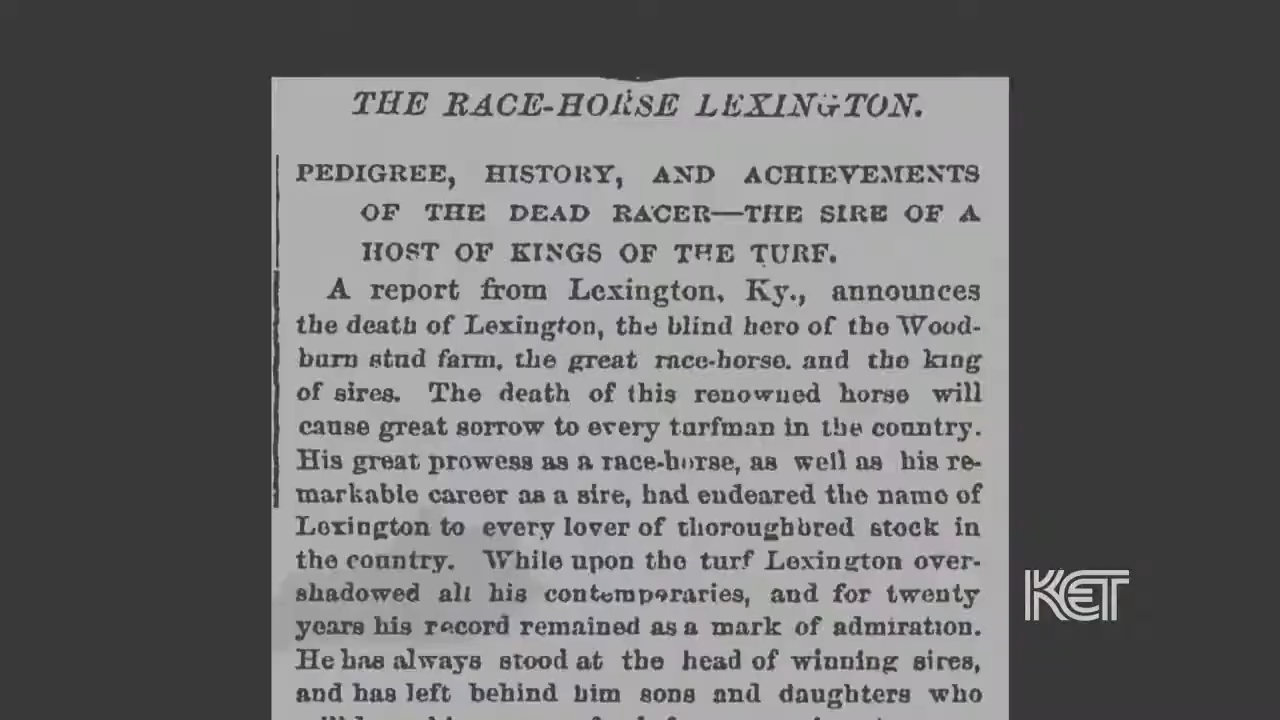 THE RACE-HORSE LEXINGTON.
PEDIGREE, HISTORY, AND ACHIEVEMENTS
OF THE DEAD RACER—THE SIRE OF A
HOST OF KINGS OF THE TURF.
A report from Lexington, Ky., announces
the death of Lexington, the blind hero of the Wood-
burn stud farm, the great race-horse, and the king
of sires. The death of this renowned horse will
cause great sorrow to every turfman in the country.
His great prowess as a race-horse, as well as his re-
markable career as a sire, had endeared the name of
Lexington to every lover of thoroughbred stock in
the country. While upon the turf Lexington over-
shadowed all his contemporaries, and for twenty
years his record remained as a mark of admiration.
He has always stood at the head of winning sires,
and has left behind him sons and daughters who
KET